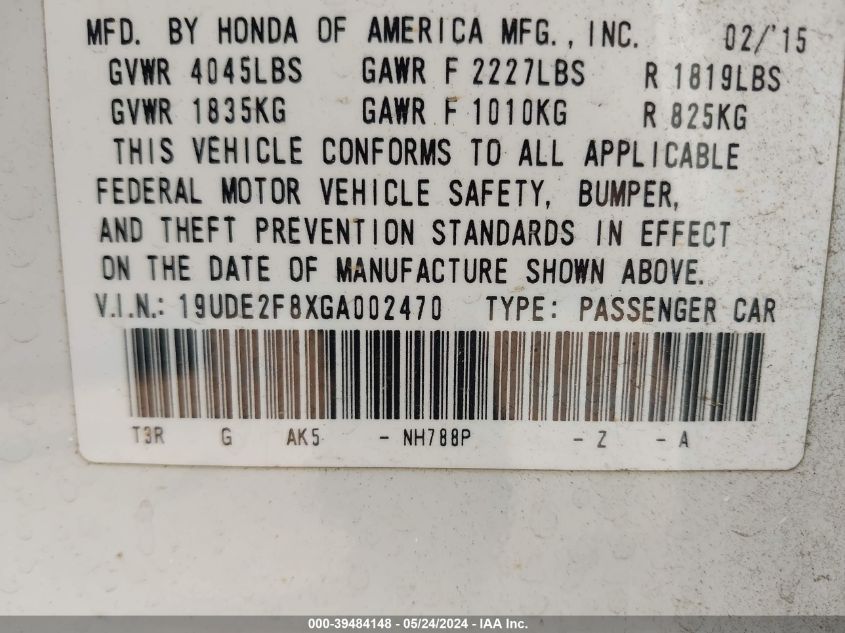 MFD. BY HONDA OF AMERICA MFG., INC. 02/'15
GVWR 4045LBS GAWR F 2227LBS R 1819LBS
GVWR 1835KG GAWR F 1010KG R 825KG
THIS VEHICLE CONFORMS TO ALL APPLICABLE
FEDERAL MOTOR VEHICLE SAFETY, BUMPER,
AND THEFT PREVENTION STANDARDS IN EFFECT
ON THE DATE OF MANUFACTURE SHOWN ABOVE.
V.I.N.: 19UDE2F8XGA002470 TYPE: PASSENGER CAR
T3R G AK5 - NH788P - Z - A
000-39484148 - 05/24/2024 - IAA Inc.